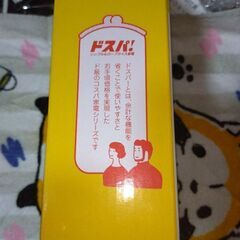 ドスパ!
ドスパーとは、余計な機能を
省くことで使いやすさと
お手頃価格を実現した
ド級のコスパ家電シリーズです